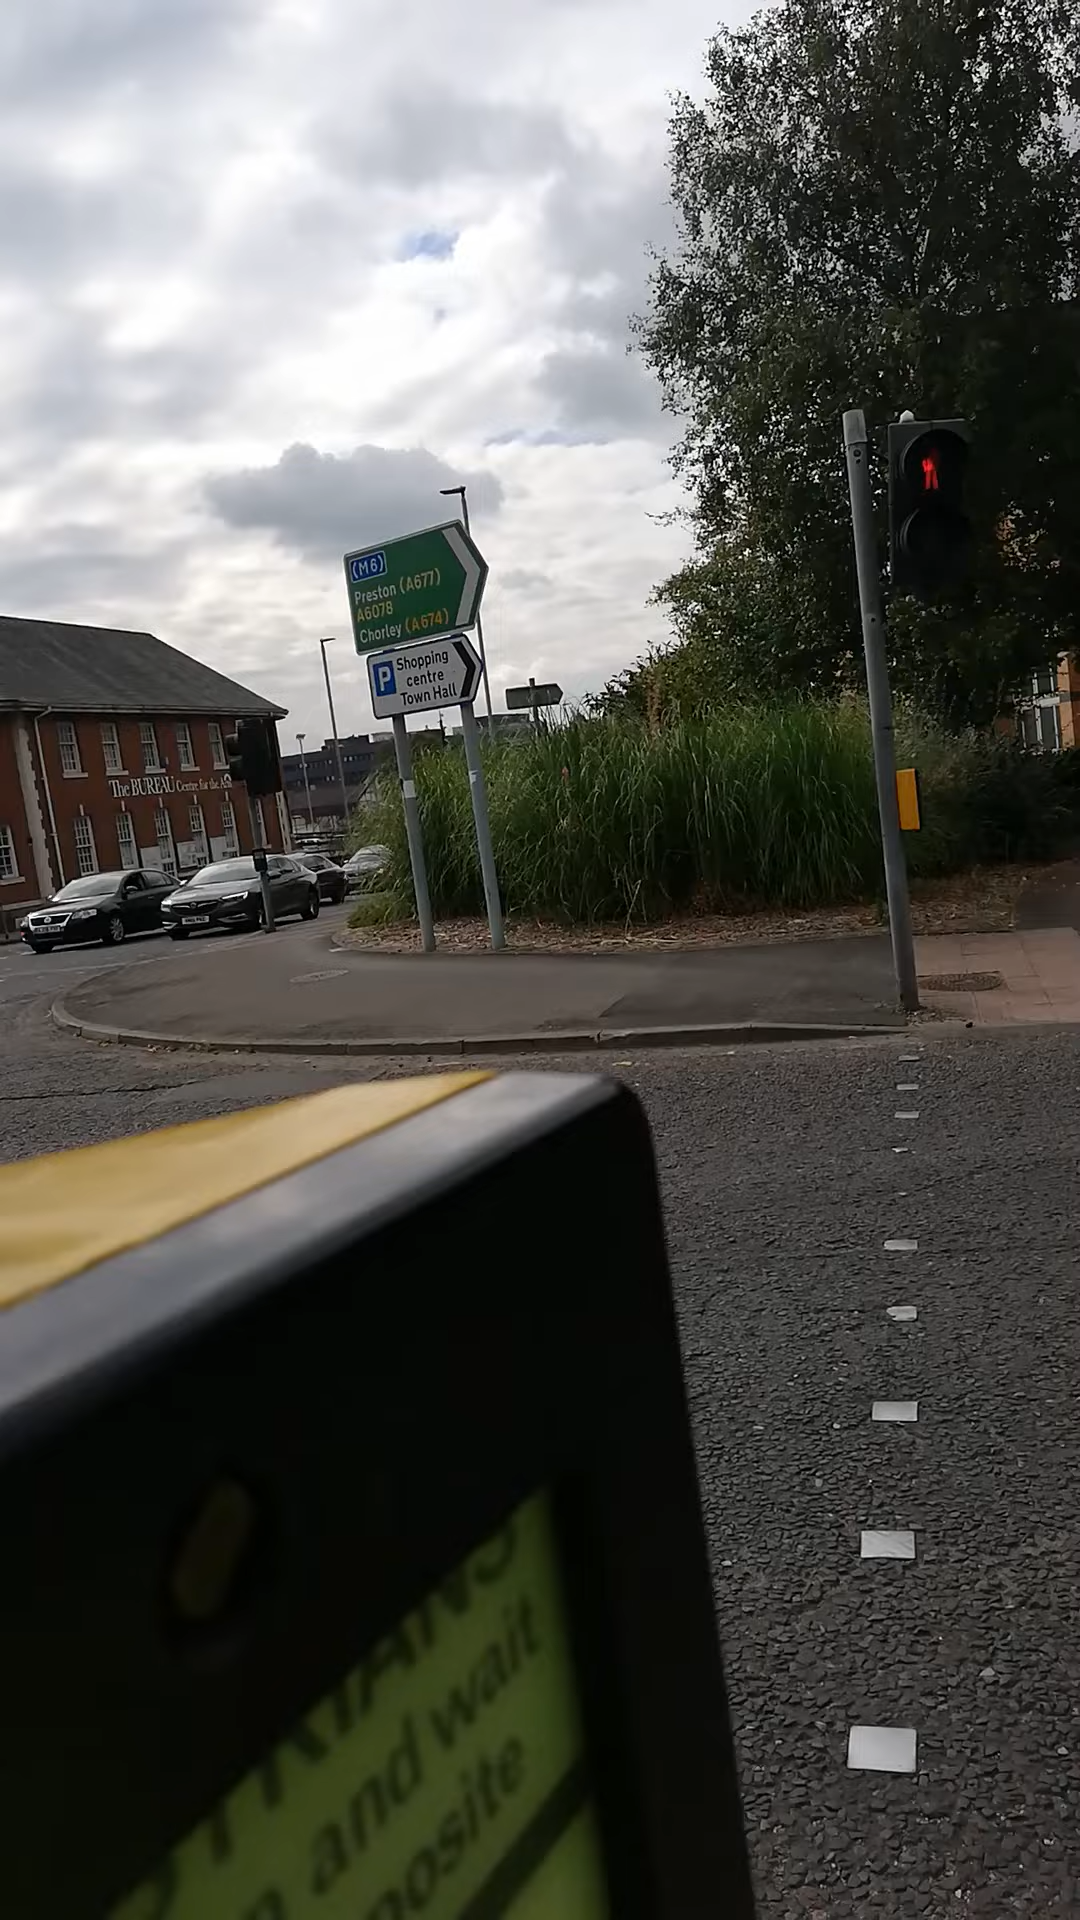 (M6)
Preston (A677)
A6078
Chorley (A674)
P
Shopping
centre
Town Hall
The BUREAU Centre for the Arts
and wait